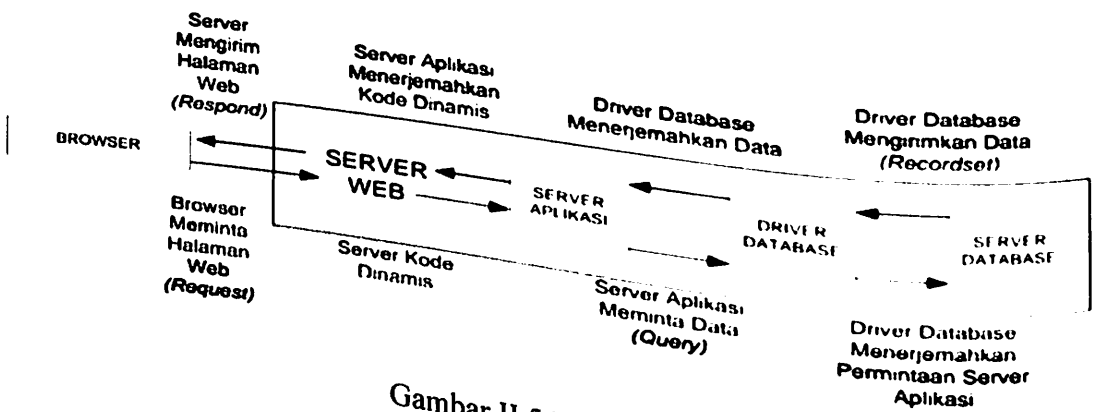 Server
Mengirim
Halaman
Web
(Respond)
Server Aplikasi
Menerjemahkan
Kode Dinamis
Driver Database
Menerjemahkan Data
Driver Database
Mengirimkan Data
(Recordset)
BROWSER
SERVER
WEB
SERVER
APLIKASI
DRIVER
DATABASE
SERVER
DATABASE
Browser
Meminta
Halaman
Web
(Request)
Server Kode
Dinamis
Server Aplikasi
Meminta Data
(Query)
Driver Database
Menerjemahkan
Permintaan Server
Aplikasi
Gambar